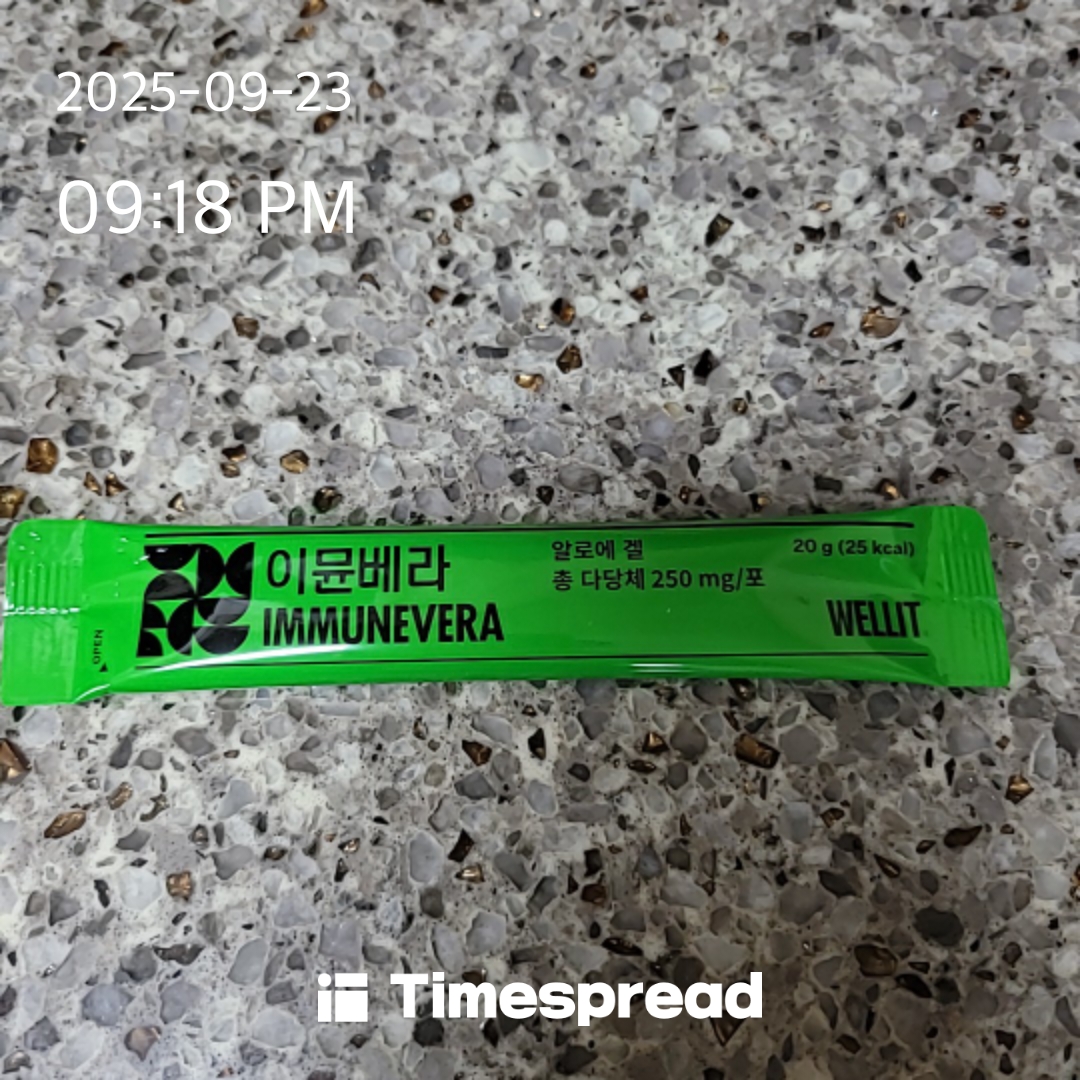 2025-09-23
09:18 PM
이뮨베라
IMMUNEVERA
알로에 겔
총 다당체 250 mg/포
20 g (25 kcal)
WELLIT
OPEN
Timespread